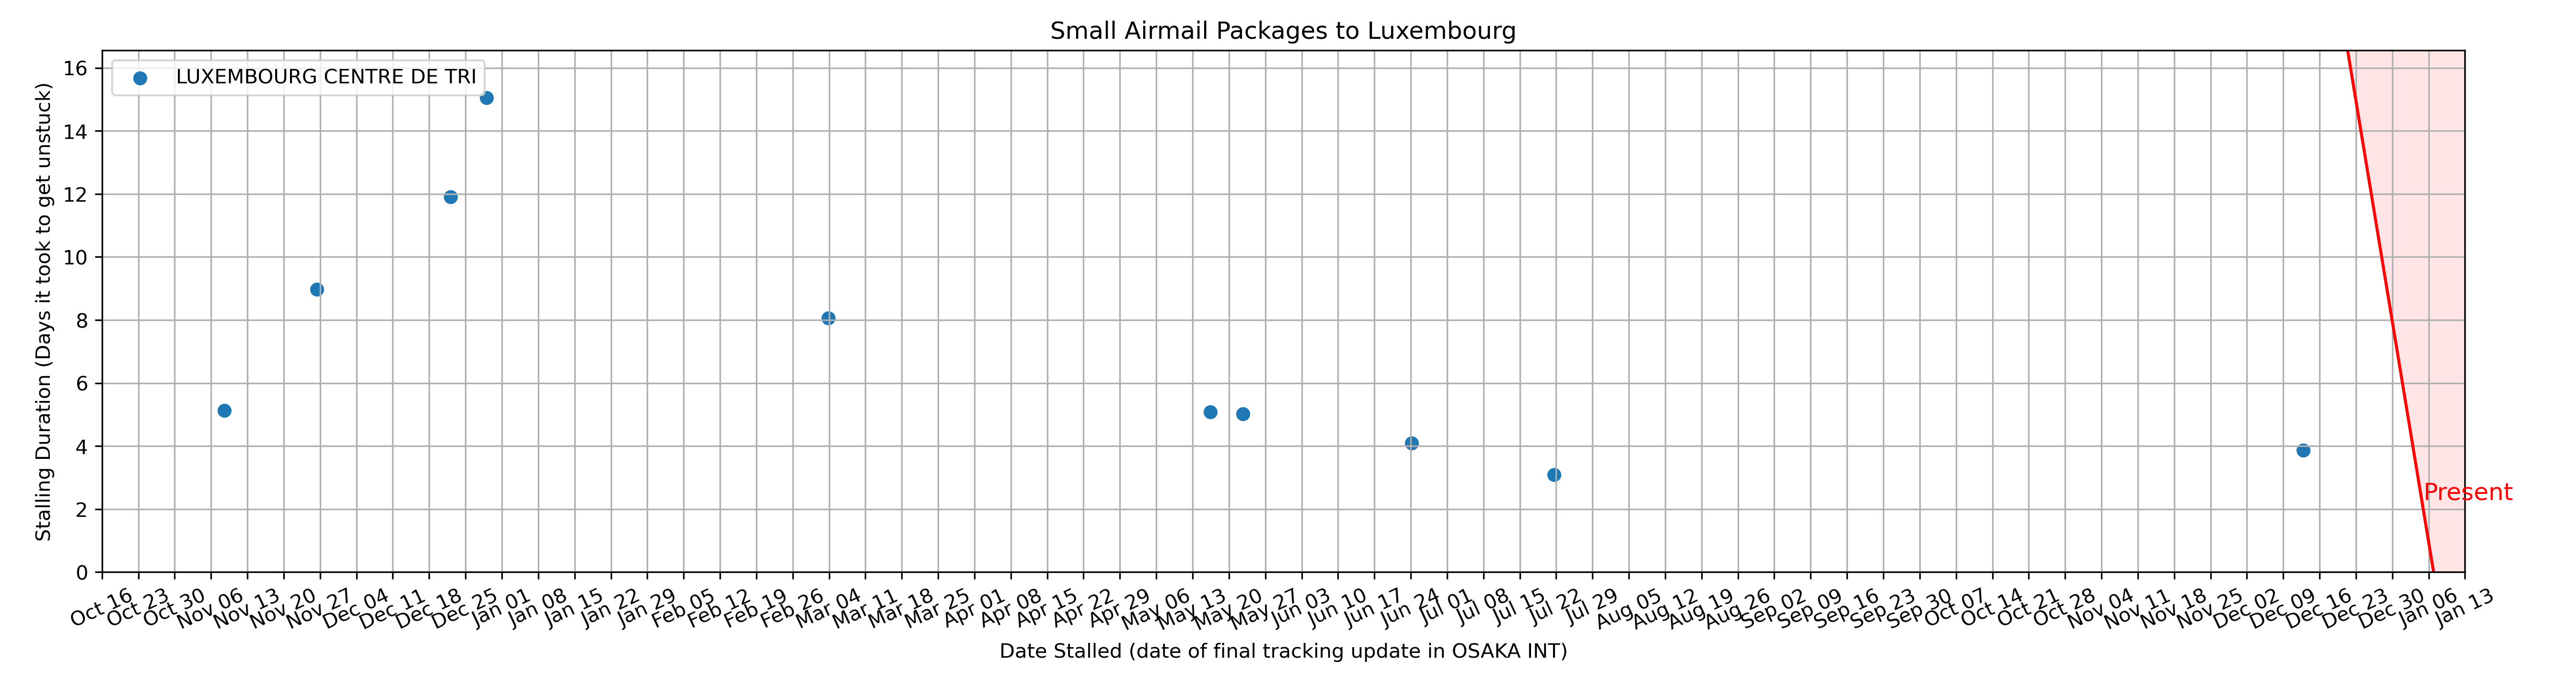 Small Airmail Packages to Luxembourg
LUXEMBOURG CENTRE DE TRI
Stalling Duration (Days it took to get unstuck)
16
14
12
10
8
6
4
2
0
Present
Oct 16 Oct 23 Oct 30 Nov 06 Nov 13 Nov 20 Nov 27 Dec 04 Dec 11 Dec 18 Dec 25 Jan 01 Jan 08 Jan 15 Jan 22 Jan 29 Feb 05 Feb 12 Feb 19 Feb 26 Mar 04 Mar 11 Mar 18 Mar 25 Apr 01 Apr 08 Apr 15 Apr 22 Apr 29 May 06 May 13 May 20 May 27 Jun 03 Jun 10 Jun 17 Jun 24 Jul 01 Jul 08 Jul 15 Jul 22 Jul 29 Aug 05 Aug 12 Aug 19 Aug 26 Sep 02 Sep 09 Sep 16 Sep 23 Sep 30 Oct 07 Oct 14 Oct 21 Oct 28 Nov 04 Nov 11 Nov 18 Nov 25 Dec 02 Dec 09 Dec 16 Dec 23 Dec 30 Jan 06 Jan 13
Date Stalled (date of final tracking update in OSAKA INT)